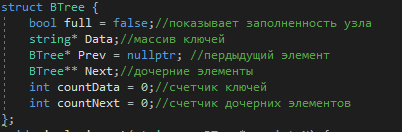 struct BTree {
bool full = false;//показывает заполненность узла
string* Data;//массив ключей
BTree* Prev = nullptr; //пердыдущий элемент
BTree** Next;//дочерние элементы
int countData = 0;//счетчик ключей
int countNext = 0;//счетчик дочерних элементов
};